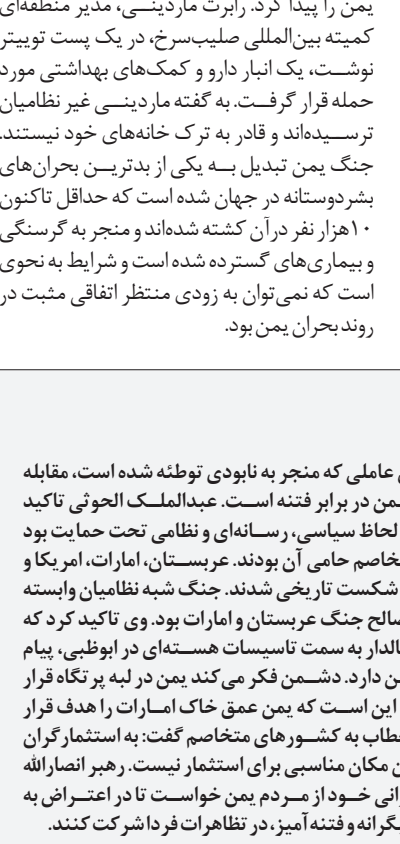 یمن را پیدا کرد. رابرت ماردینی، مدیر منطقه‌ای
کمیته بین‌المللی صلیب‌سرخ، در یک پست توییتر
نوشت، یک انبار دارو و کمک‌های بهداشتی مورد
حمله قرار گرفت. به گفته ماردینی غیر نظامیان
ترسیده‌اند و قادر به ترک خانه‌های خود نیستند.
جنگ یمن تبدیل به یکی از بدترین بحران‌های
بشردوستانه در جهان شده است که حداقل تاکنون
۱۰هزار نفر درآن کشته شده‌اند و منجر به گرسنگی
و بیماری‌های گسترده شده است و شرایط به نحوی
است که نمی‌توان به زودی منتظر اتفاقی مثبت در
روند بحران یمن بود.
عاملی که منجر به نابودی توطئه شده است، مقابله
در برابر فتنه است. عبدالملک الحوثی تاکید
لحاظ سیاسی، رسانه‌ای و نظامی تحت حمایت بود
حامی آن بودند. عربستان، امارات، امریکا و
شکست تاریخی شدند. جنگ شبه نظامیان وابسته
جنگ عربستان و امارات بود. وی تاکید کرد که
به سمت تاسیسات هسته‌ای در ابوظبی، پیام
دارد. دشمن فکر می‌کند یمن در لبه پرتگاه قرار
این است که یمن عمق خاک امارات را هدف قرار
به کشورهای متخاصم گفت: به استثمارگران
مکان مناسبی برای استثمار نیست. رهبر انصارالله
خود از مردم یمن خواست تا در اعتراض به
و فتنه‌آمیز، در تظاهرات فردا شرکت کنند.